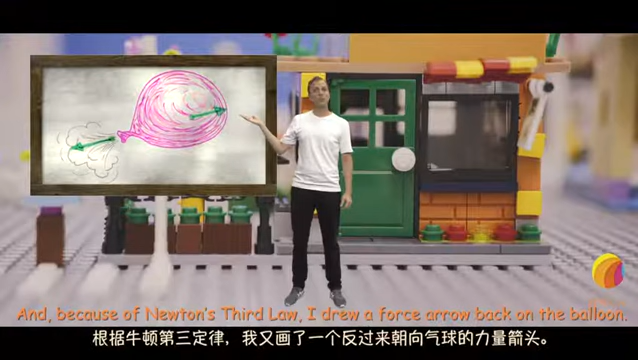 And, because of Newton's Third Law, I drew a force arrow back on the balloon.
根据牛顿第三定律，我又画了一个反过来朝向气球的力量箭头。